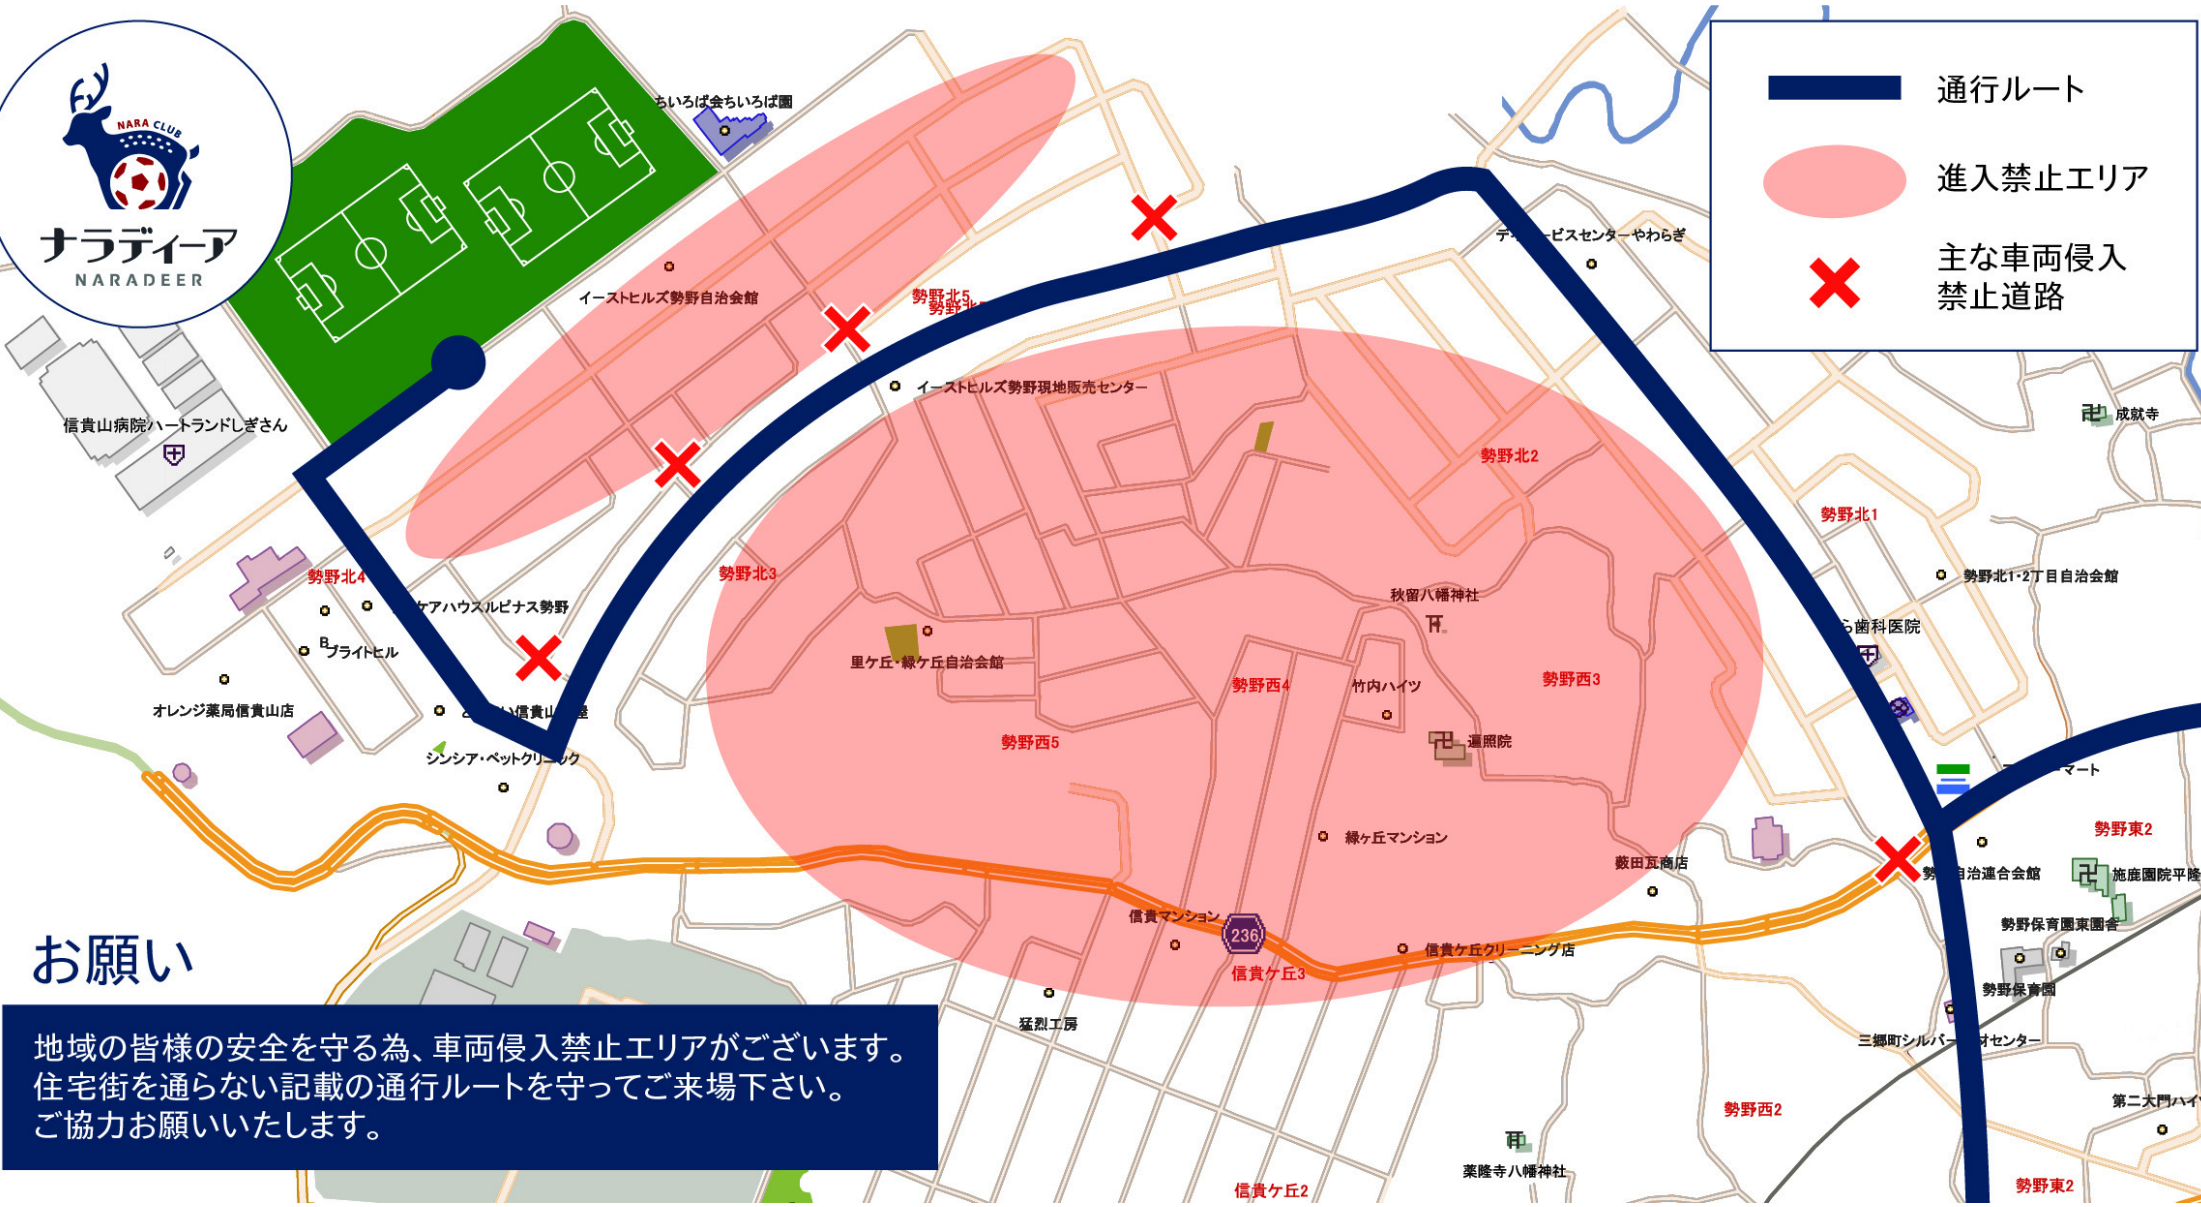 NARA CLUB
ナラディーア
NARADEER
通行ルート
進入禁止エリア
主な車両侵入
禁止道路
ちいろば会ちいろば園
イーストヒルズ勢野自治会館
勢野北5
イーストヒルズ勢野現地販売センター
信貴山病院ハートランドしぎさん
成就寺
勢野北2
勢野北1
勢野北3
勢野北4
勢野北1・2丁目自治会館
秋留八幡神社
ケアハウスルピナス勢野
ブライトヒル
里ケ丘・緑ケ丘自治会館
勢野西4
竹内ハイツ
勢野西3
オレンジ薬局信貴山店
シンシア・ペットクリニック
勢野西5
遍照院
緑ヶ丘マンション
薮田瓦商店
勢野東2
自治連合会館
施鹿園院平隆
信貴マンション
236
信貴ケ丘クリーニング店
信貴ケ丘3
勢野保育園東園舎
勢野保育園
猛烈工房
三郷町シルバー
センター
お願い
地域の皆様の安全を守る為、車両侵入禁止エリアがございます。
住宅街を通らない記載の通行ルートを守ってご来場下さい。
ご協力お願いいたします。
勢野西2
第二大門ハイ
薬隆寺八幡神社
信貴ケ丘2
勢野東2